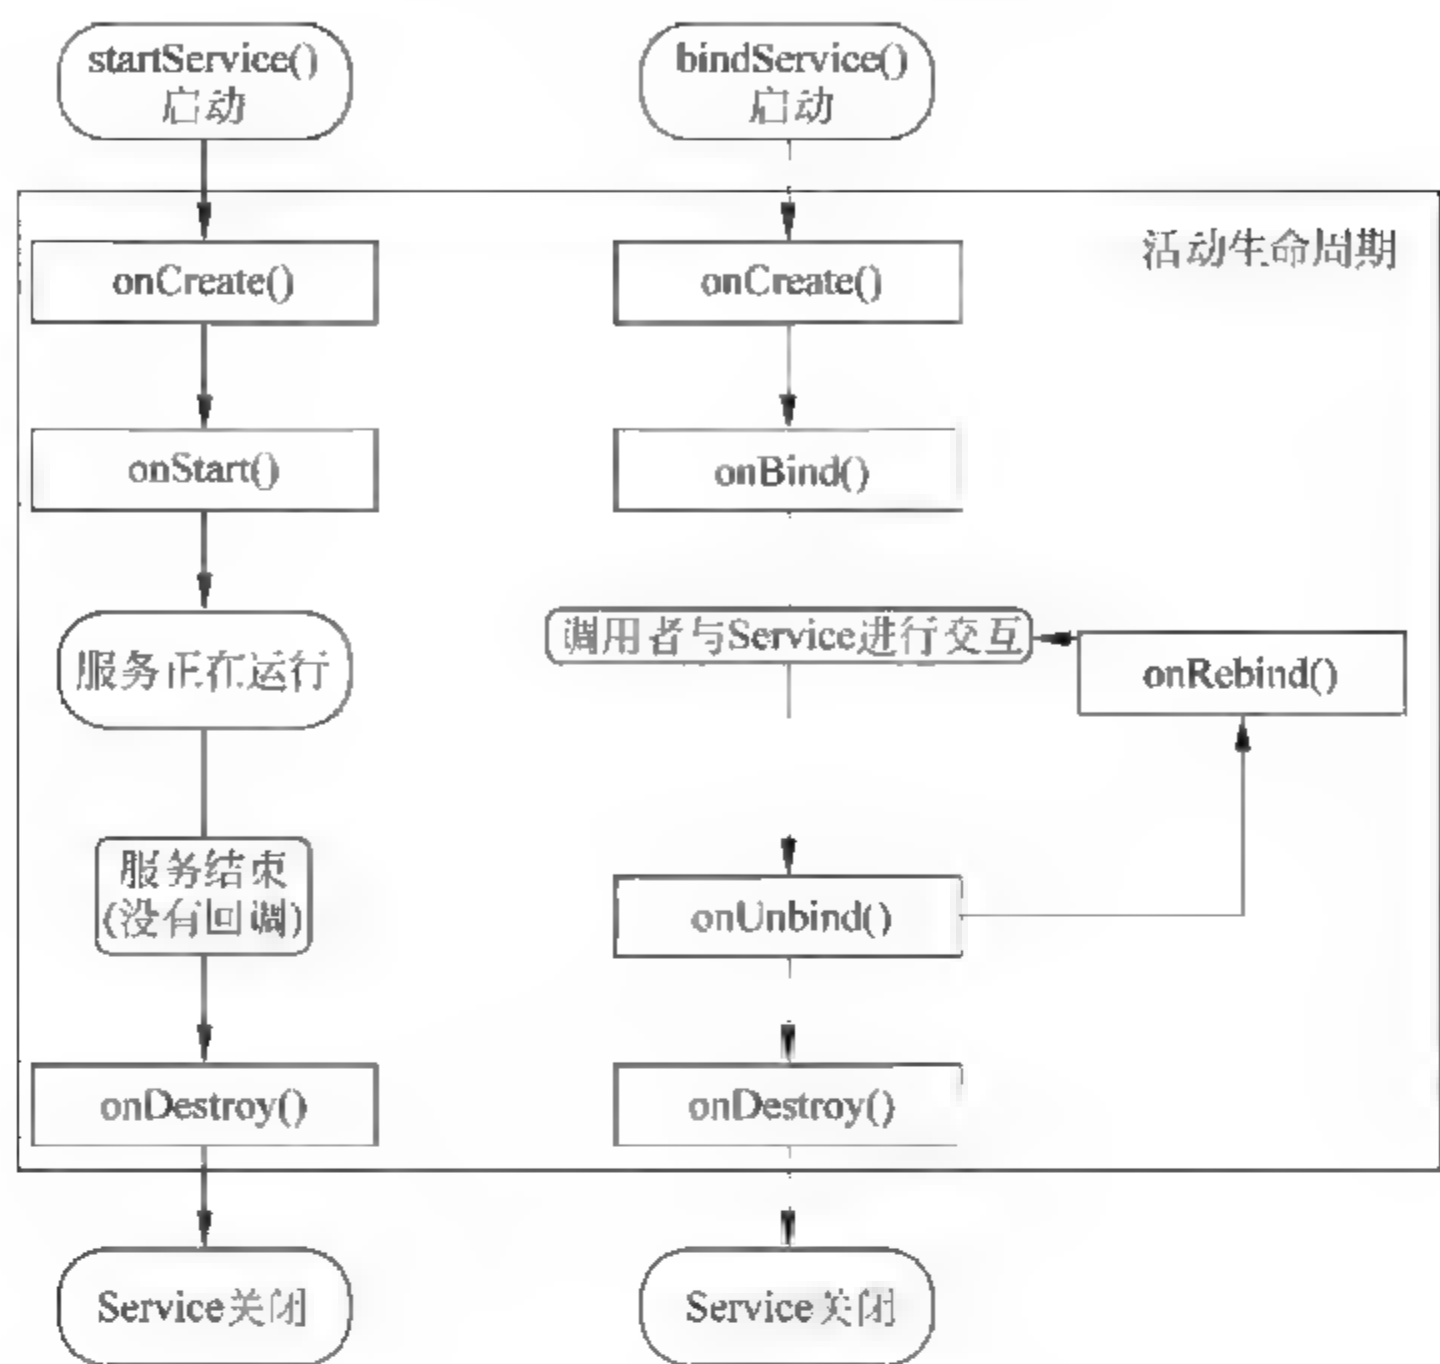 startService()
启动
bindService()
启动
活动生命周期
onCreate()
onCreate()
onStart()
onBind()
服务正在运行
调用者与Service进行交互
onRebind()
服务结束
(没有回调)
onUnbind()
onDestroy()
onDestroy()
Service关闭
Service关闭